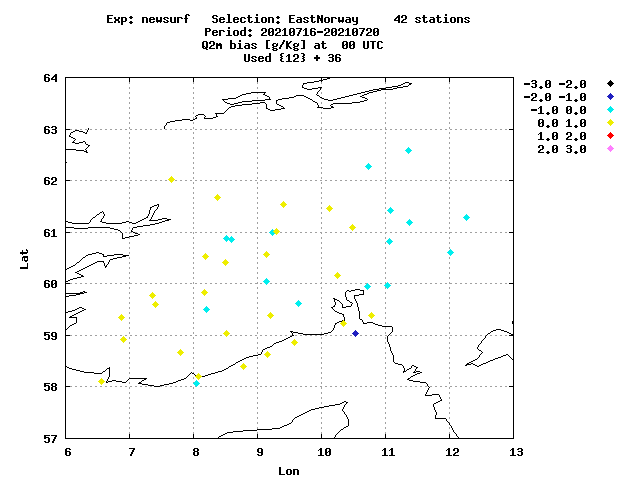 Exp: newsurf   Selection: EastNorway     42 stations
Period: 20210716-20210720
Q2m bias [g/Kg] at  00 UTC
Used {12} + 36
-3.0 -2.0
-2.0 -1.0
-1.0 0.0
0.0 1.0
1.0 2.0
2.0 3.0
64
63
62
61
60
59
58
57
Lat
6 7 8 9 10 11 12 13
Lon